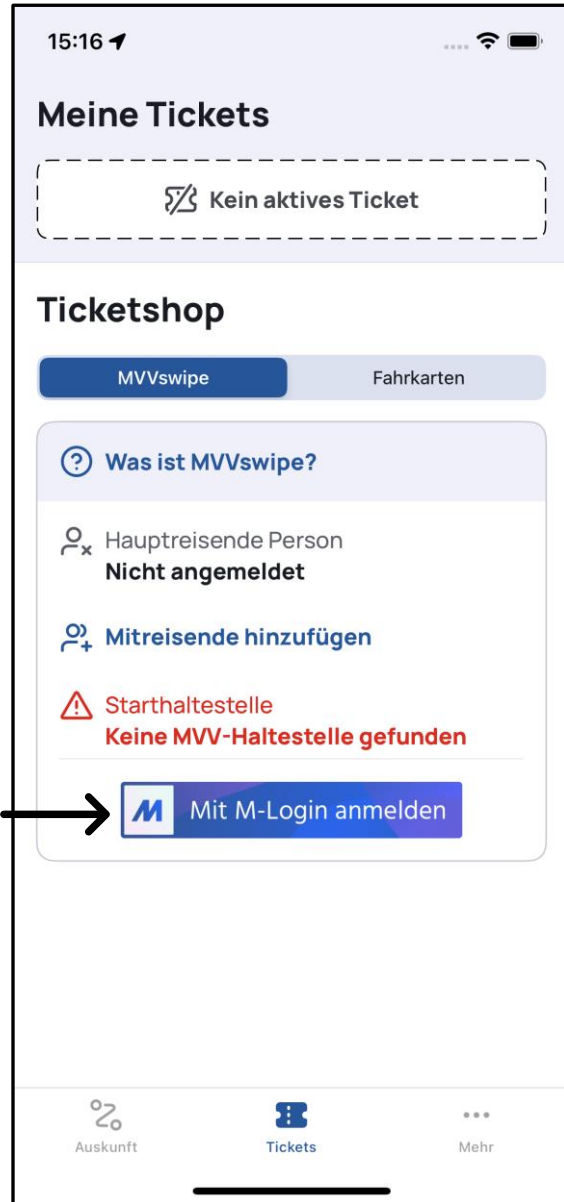 15:16
Meine Tickets
Kein aktives Ticket
Ticketshop
MVVswipe
Fahrkarten
Was ist MVVswipe?
Hauptreisende Person
Nicht angemeldet
Mitreisende hinzufügen
Starthaltestelle
Keine MVV-Haltestelle gefunden
M Mit M-Login anmelden
Auskunft
Tickets
Mehr